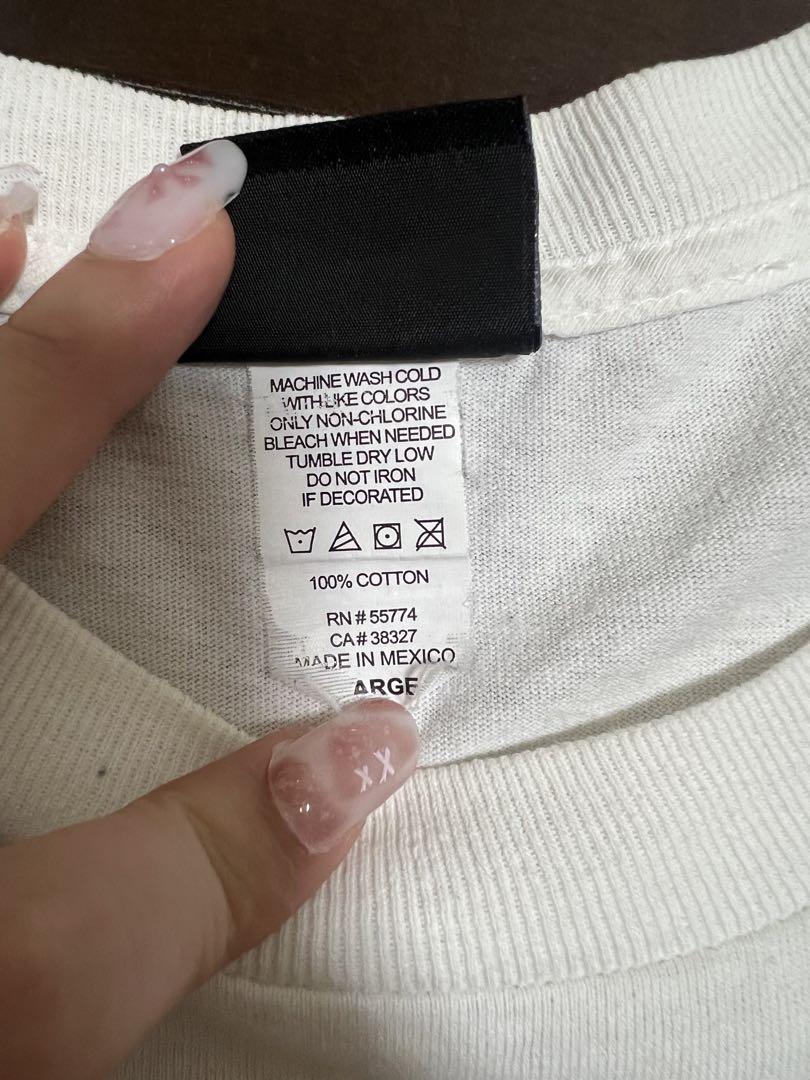 MACHINE WASH COLD
WITH LIKE COLORS
ONLY NON-CHLORINE
BLEACH WHEN NEEDED
TUMBLE DRY LOW
DO NOT IRON
IF DECORATED
100% COTTON
RN # 55774
CA # 38327
MADE IN MEXICO
ARGE
XX